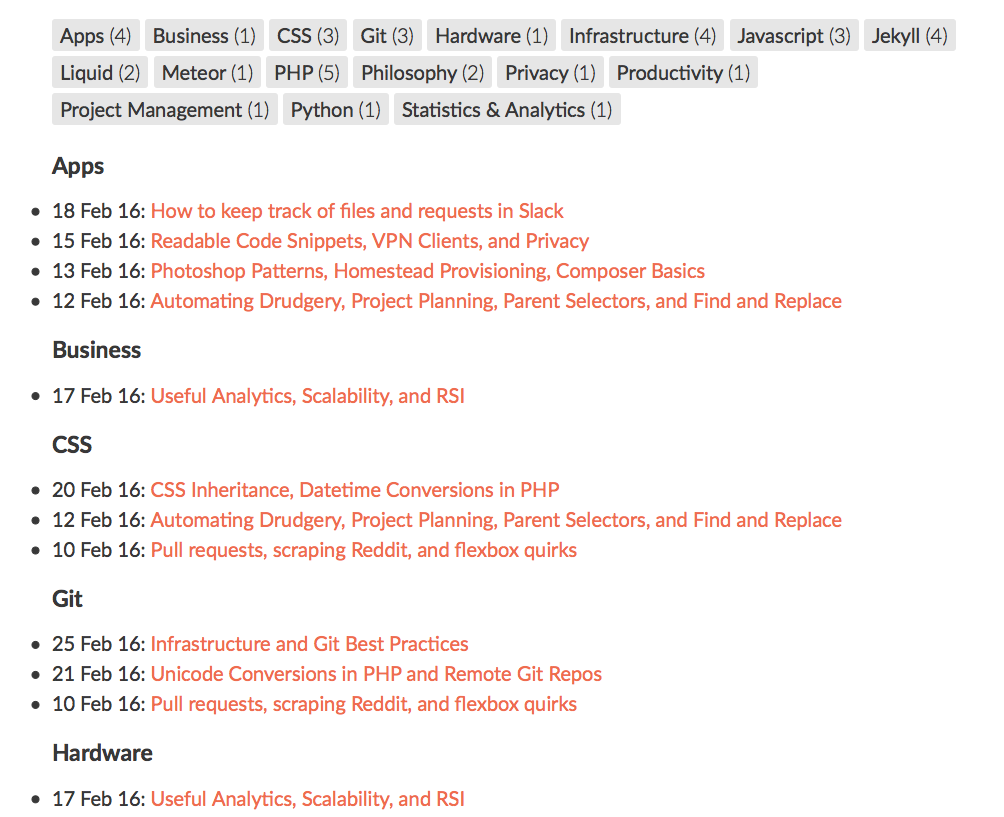 Apps (4) Business (1) CSS (3) Git (3) Hardware (1) Infrastructure (4) Javascript (3) Jekyll (4)
Liquid (2) Meteor (1) PHP (5) Philosophy (2) Privacy (1) Productivity (1)
Project Management (1) Python (1) Statistics & Analytics (1)
Apps
• 18 Feb 16: How to keep track of files and requests in Slack
• 15 Feb 16: Readable Code Snippets, VPN Clients, and Privacy
• 13 Feb 16: Photoshop Patterns, Homestead Provisioning, Composer Basics
• 12 Feb 16: Automating Drudgery, Project Planning, Parent Selectors, and Find and Replace
Business
• 17 Feb 16: Useful Analytics, Scalability, and RSI
CSS
• 20 Feb 16: CSS Inheritance, Datetime Conversions in PHP
• 12 Feb 16: Automating Drudgery, Project Planning, Parent Selectors, and Find and Replace
• 10 Feb 16: Pull requests, scraping Reddit, and flexbox quirks
Git
• 25 Feb 16: Infrastructure and Git Best Practices
• 21 Feb 16: Unicode Conversions in PHP and Remote Git Repos
• 10 Feb 16: Pull requests, scraping Reddit, and flexbox quirks
Hardware
• 17 Feb 16: Useful Analytics, Scalability, and RSI